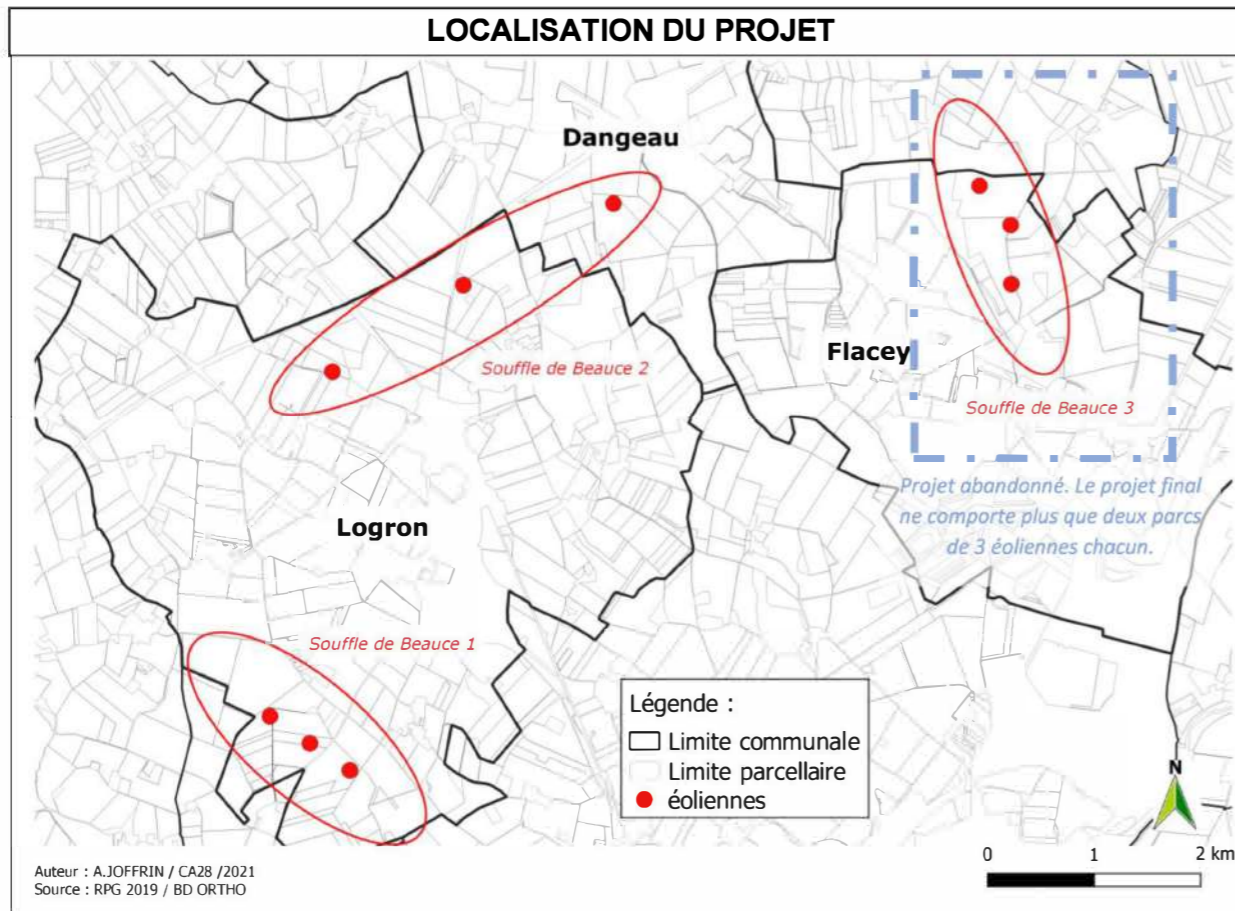 LOCALISATION DU PROJET
Dangeau
Souffle de Beauce 2
Flacey
Souffle de Beauce 3
Projet abandonné. Le projet final
ne comporte plus que deux parcs
de 3 éoliennes chacun.
Logron
Souffle de Beauce 1
Légende :
Limite communale
Limite parcellaire
éoliennes
N
0 1 2 km
Auteur : A.JOFFRIN / CA28 /2021
Source : RPG 2019 / BD ORTHO